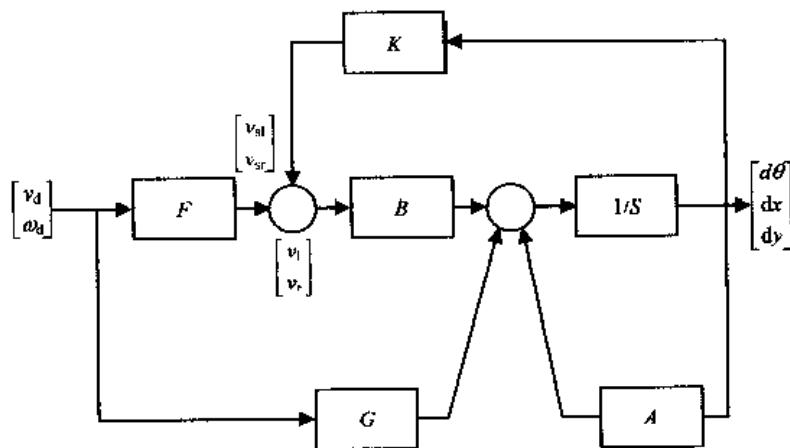 K
v_sl
v_sr
v_d
ω_d
F
B
1/S
dθ
dx
dy
v_l
v_r
G
A